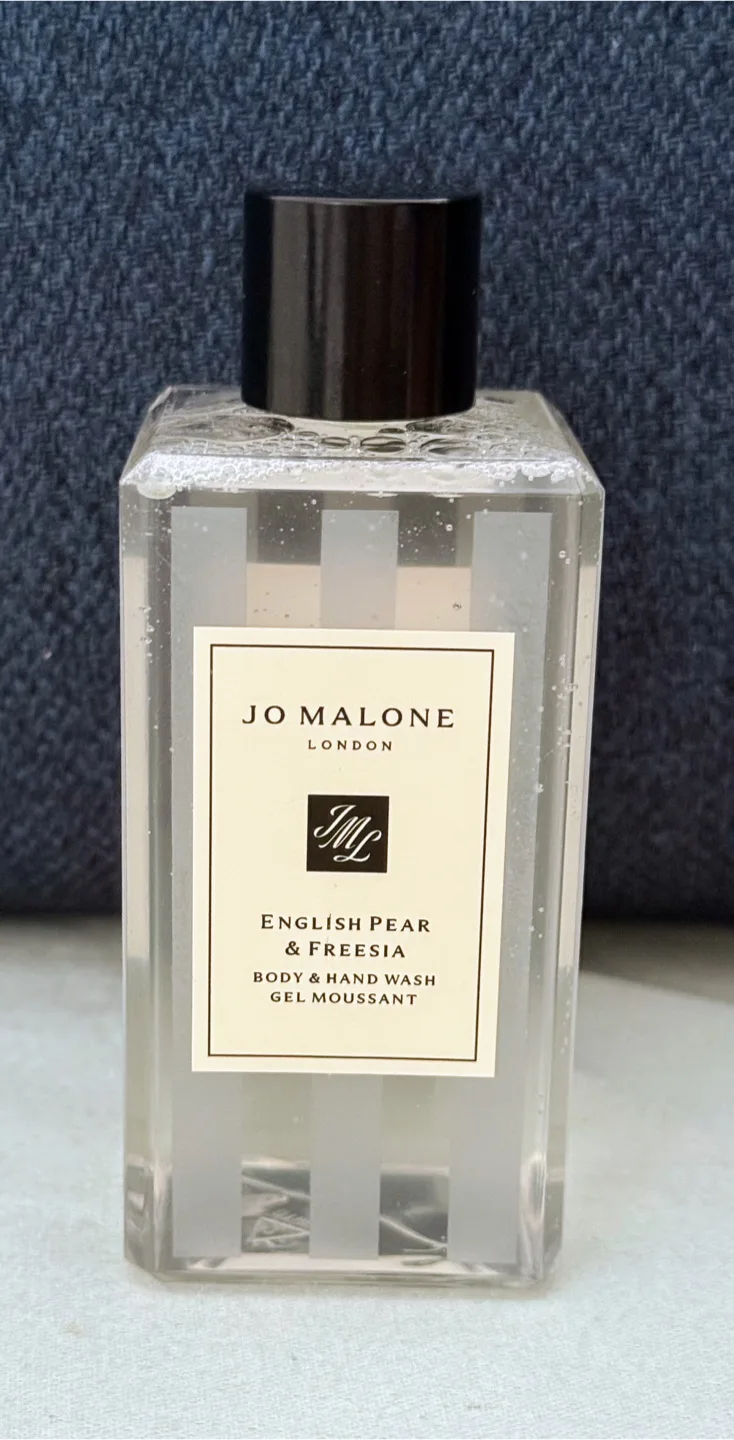 JO MALONE
LONDON
JML
ENGLISH PEAR
& FREESIA
BODY & HAND WASH
GEL MOUSSANT